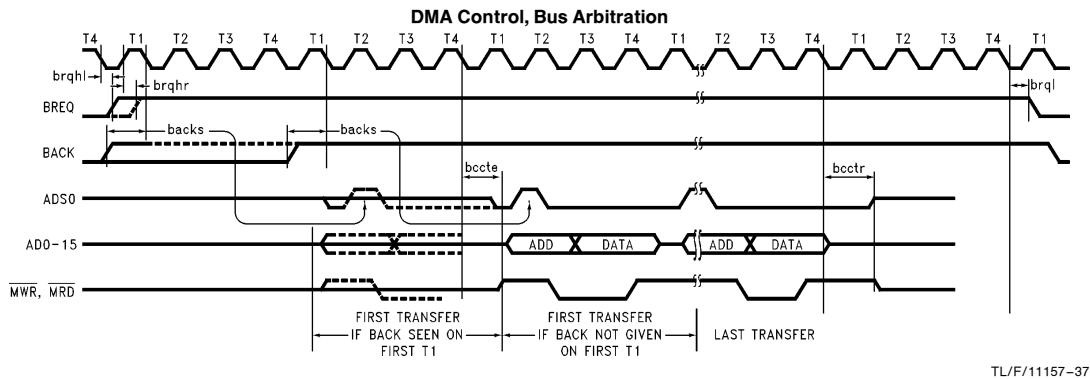 DMA Control, Bus Arbitration
T4 T1 T2 T3 T4 T1 T2 T3 T4 T1 T2 T3 T4 T1 T2 T3 T4 T1 T2 T3 T4 T1
brqhl brqhr brql
BREQ
backs backs
BACK
bccte bcctr
ADS0
AD0-15 ADD DATA ADD DATA
MWR, MRD
FIRST TRANSFER
IF BACK SEEN ON
FIRST T1
FIRST TRANSFER
IF BACK NOT GIVEN
ON FIRST T1
LAST TRANSFER
TL/F/11157–37